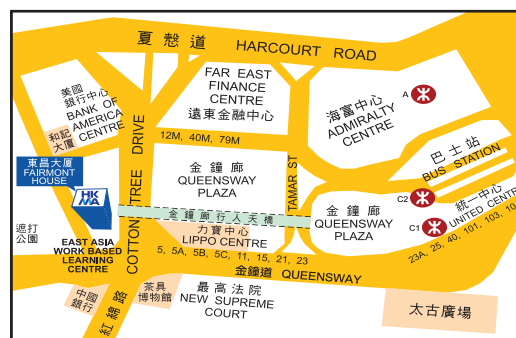 夏慤道 HARCOURT ROAD
美國
銀行中心
BANK OF
AMERICA
CENTRE
和記
大厦
FAR EAST
FINANCE
CENTRE
遠東金融中心
海富中心
ADMIRALTY
CENTRE
A
12M, 40M, 79M
COTTON TREE DRIVE
紅綿路
TAMAR ST
巴士站
BUS STATION
東昌大厦
FAIRMONT
HOUSE
HK
MA
金鐘廊
QUEENSWAY
PLAZA
金鐘廊行人天橋
金鐘廊
QUEENSWAY
PLAZA
C2
C1
統一中心
UNITED CENTRE
遮打
公園
EAST ASIA
WORK BASED
LEARNING
CENTRE
力寶中心
LIPPO CENTRE
5, 5A, 5B, 5C, 11, 15, 21, 23
23A, 25, 40, 101, 103, 10
金鐘道 QUEENSWAY
中國
銀行
茶具
博物館
最高法院
NEW SUPREME
COURT
太古廣場